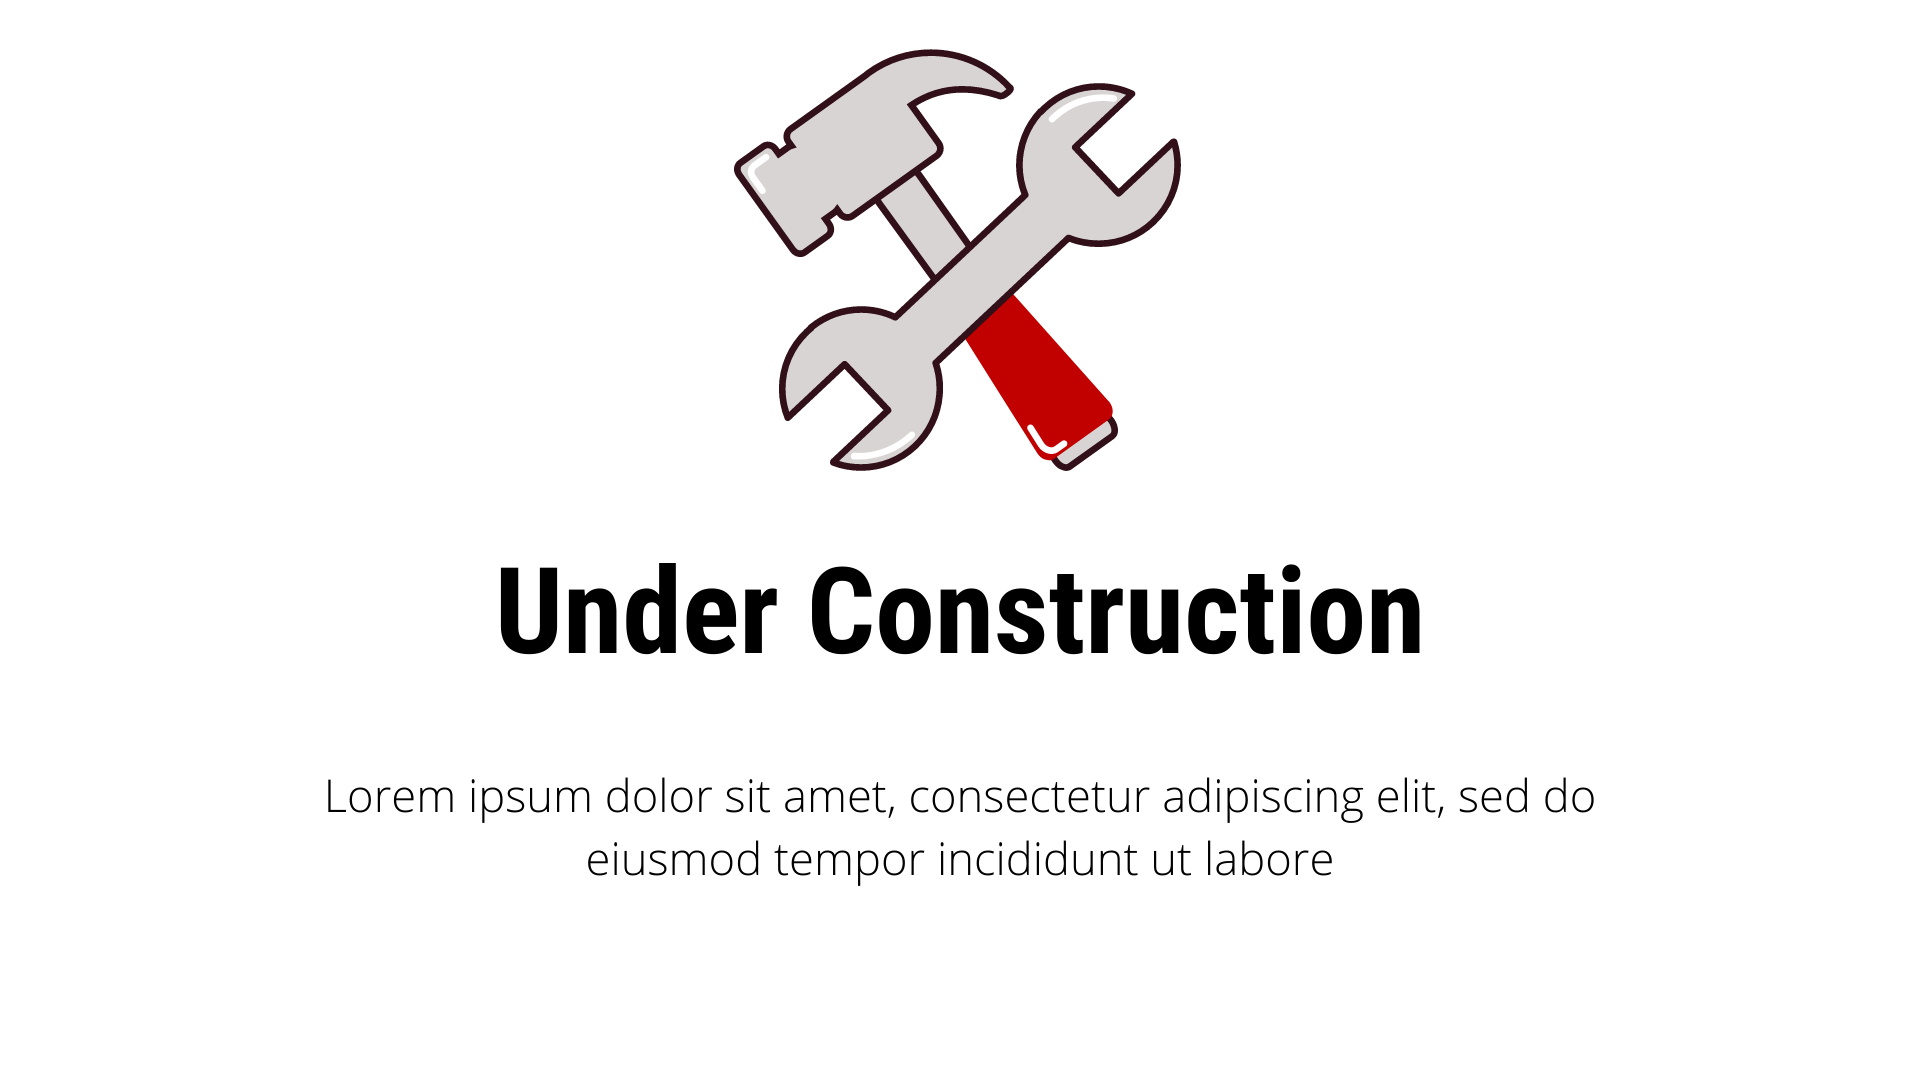 Under Construction
Lorem ipsum dolor sit amet, consectetur adipiscing elit, sed do
eiusmod tempor incididunt ut labore